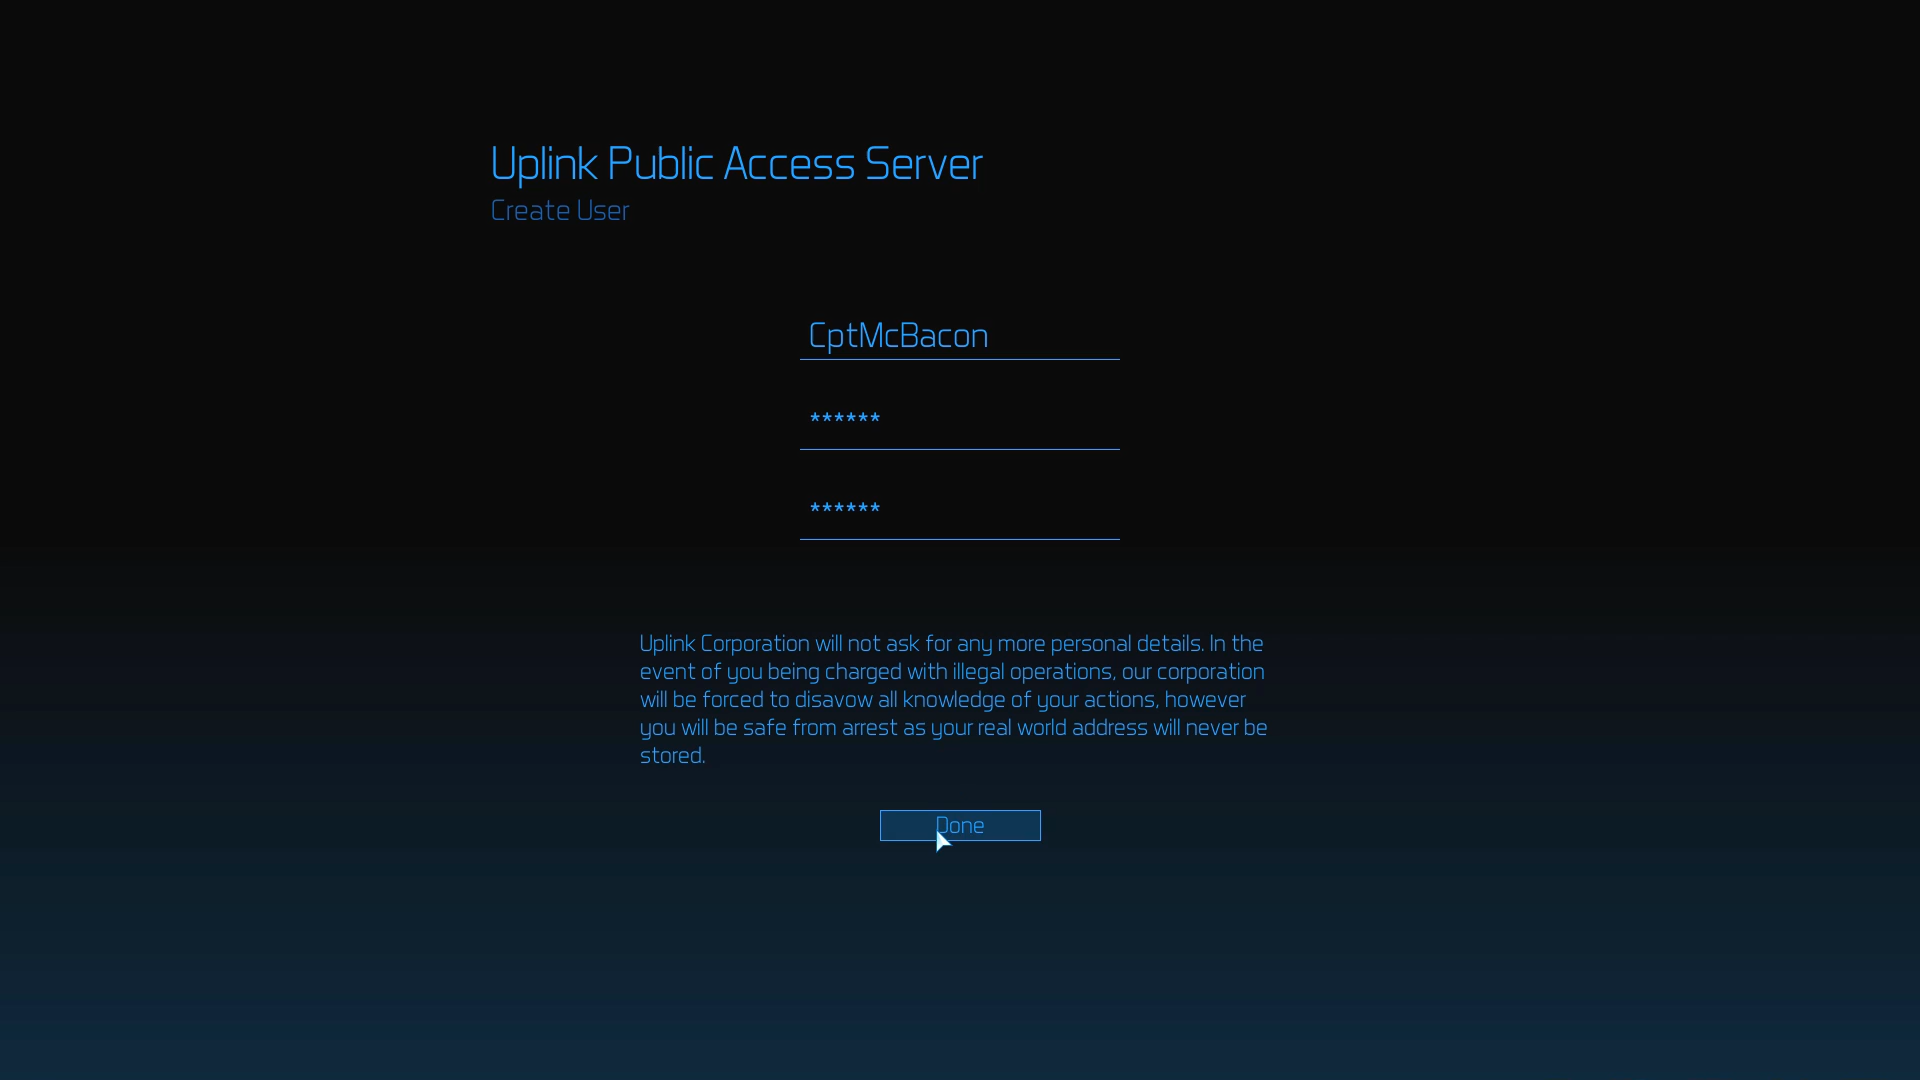 Uplink Public Access Server
Create User
CptMcBacon
******
******
Uplink Corporation will not ask for any more personal details. In the
event of you being charged with illegal operations, our corporation
will be forced to disavow all knowledge of your actions, however
you will be safe from arrest as your real world address will never be
stored.
Done